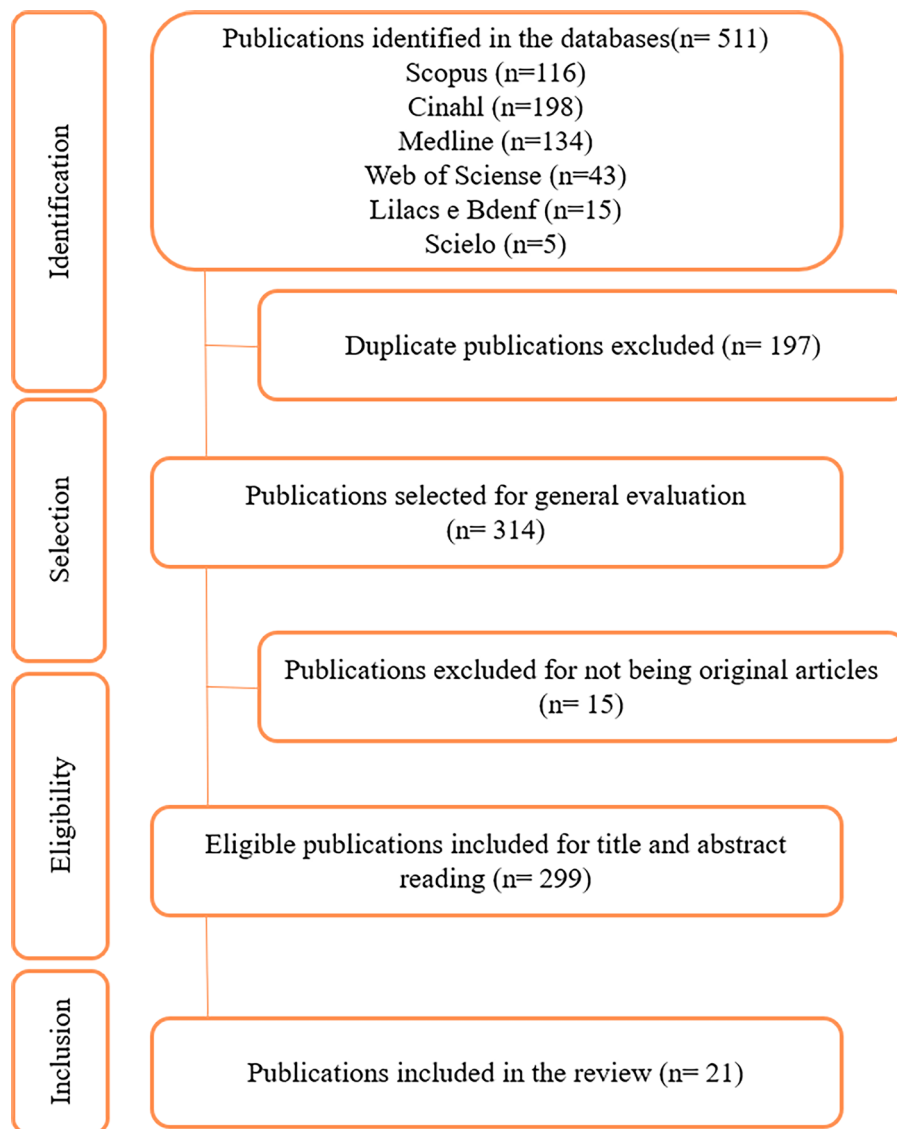 Identification
Publications identified in the databases(n= 511)
Scopus (n=116)
Cinahl (n=198)
Medline (n=134)
Web of Sciense (n=43)
Lilacs e Bdenf (n=15)
Scielo (n=5)
Duplicate publications excluded (n= 197)
Selection
Publications selected for general evaluation
(n= 314)
Publications excluded for not being original articles
(n= 15)
Eligibility
Eligible publications included for title and abstract
reading (n= 299)
Inclusion
Publications included in the review (n= 21)